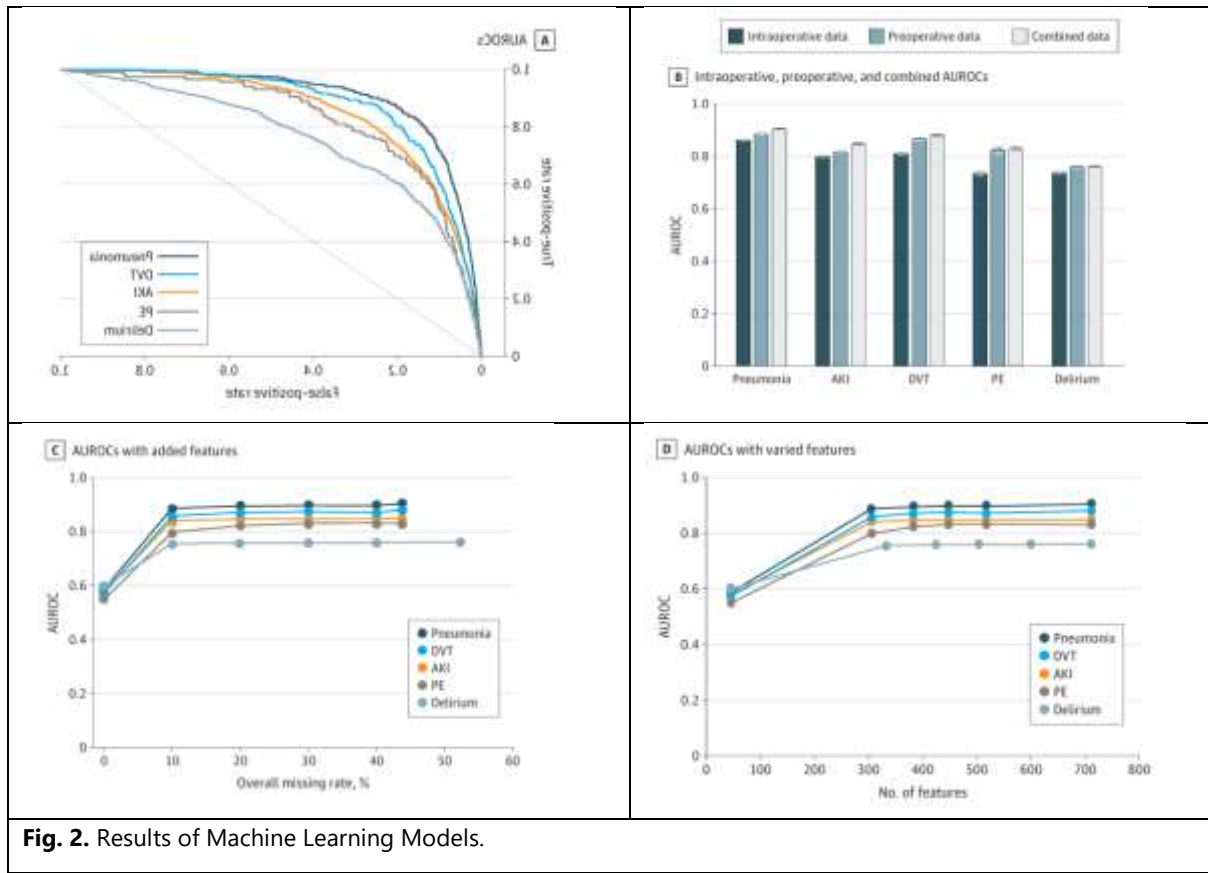 A AUROCs
1.0
0.8
0.6
0.4
0.2
0
True-positive rate
Pneumonia
DVT
AKI
PE
Delirium
1.0 0.8 0.6 0.4 0.2 0
False-positive rate
Intraoperative data Preoperative data Combined data
B Intraoperative, preoperative, and combined AUROCs
1.0
0.8
0.6
0.4
0.2
0
AUROC
Pneumonia AKI DVT PE Delirium
C AUROCs with added features
1.0
0.8
0.6
0.4
0.2
0
AUROC
Pneumonia
DVT
AKI
PE
Delirium
0 10 20 30 40 50 60
Overall missing rate, %
D AUROCs with varied features
1.0
0.8
0.6
0.4
0.2
0
AUROC
Pneumonia
DVT
AKI
PE
Delirium
0 100 200 300 400 500 600 700 800
No. of features
Fig. 2. Results of Machine Learning Models.